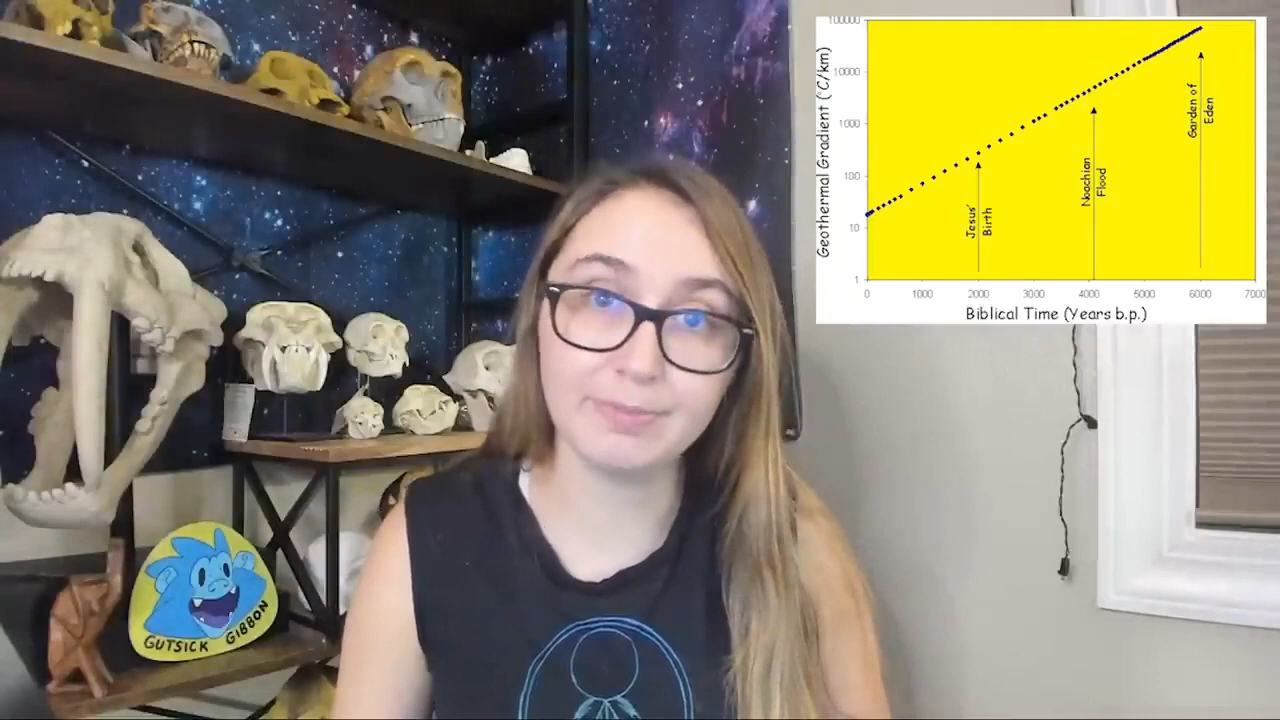 100000
10000
1000
100
10
1
Geothermal Gradient (°C/km)
Jesus'
Birth
Noachian
Flood
Garden of
Eden
0 1000 2000 3000 4000 5000 6000 7000
Biblical Time (Years b.p.)
GUTSICK GIBBON